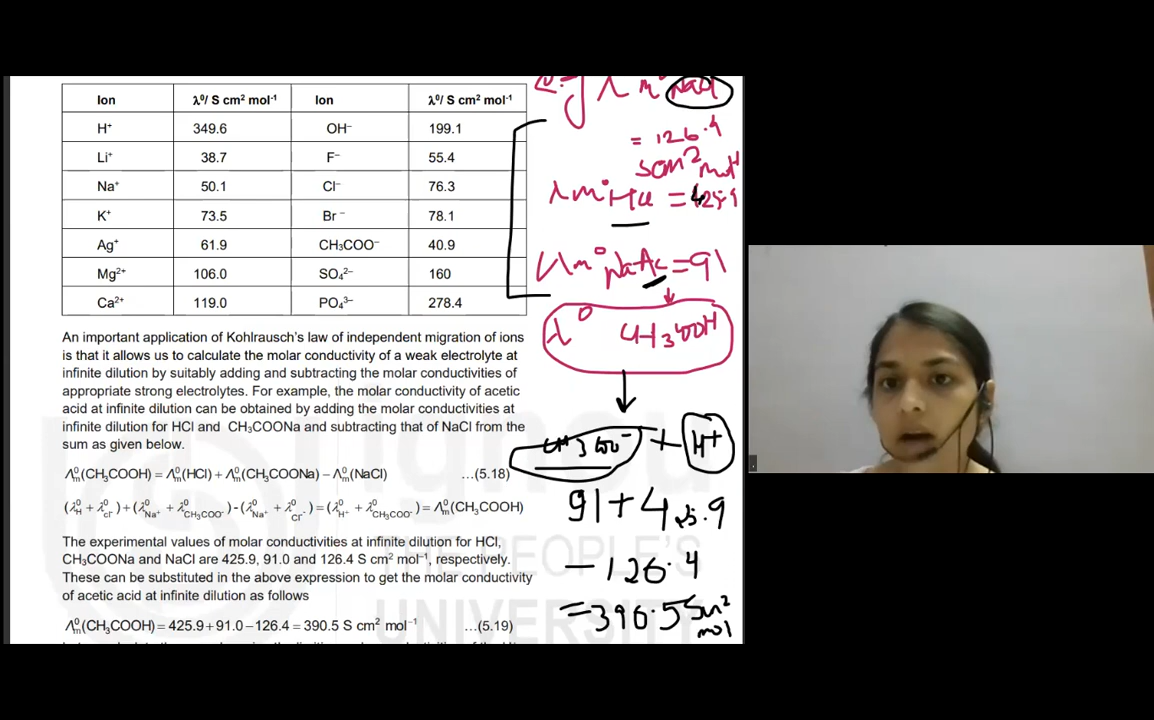 Ion λ⁰/ S cm² mol⁻¹ Ion λ⁰/ S cm² mol⁻¹
H⁺ 349.6 OH⁻ 199.1
Li⁺ 38.7 F⁻ 55.4
Na⁺ 50.1 Cl⁻ 76.3
K⁺ 73.5 Br⁻ 78.1
Ag⁺ 61.9 CH₃COO⁻ 40.9
Mg²⁺ 106.0 SO₄²⁻ 160
Ca²⁺ 119.0 PO₄³⁻ 278.4
An important application of Kohlrausch's law of independent migration of ions
is that it allows us to calculate the molar conductivity of a weak electrolyte at
infinite dilution by suitably adding and subtracting the molar conductivities of
appropriate strong electrolytes. For example, the molar conductivity of acetic
acid at infinite dilution can be obtained by adding the molar conductivities at
infinite dilution for HCl and CH₃COONa and subtracting that of NaCl from the
sum as given below.
Λ⁰m(CH₃COOH) = Λ⁰m(HCl) + Λ⁰m(CH₃COONa) – Λ⁰m(NaCl) ...(5.18)
(λ⁰H⁺ + λ⁰Cl⁻) + (λ⁰Na⁺ + λ⁰CH₃COO⁻) - (λ⁰Na⁺ + λ⁰Cl⁻) = (λ⁰H⁺ + λ⁰CH₃COO⁻) = Λ⁰m(CH₃COOH)
The experimental values of molar conductivities at infinite dilution for HCl,
CH₃COONa and NaCl are 425.9, 91.0 and 126.4 S cm² mol⁻¹, respectively.
These can be substituted in the above expression to get the molar conductivity
of acetic acid at infinite dilution as follows
Λ⁰m(CH₃COOH) = 425.9 + 91.0 – 126.4 = 390.5 S cm² mol⁻¹ ...(5.19)
THE PEOPLE'S
UNIVERSITY
λm° NaCl
= 126.4
Scm² mol⁻¹
λm° HCl = 425.9
Λm° NaAc = 91
λ⁰ CH₃COOH
CH₃COO⁻ + H⁺
91 + 425.9
– 126.4
= 390.5 Scm²
mol